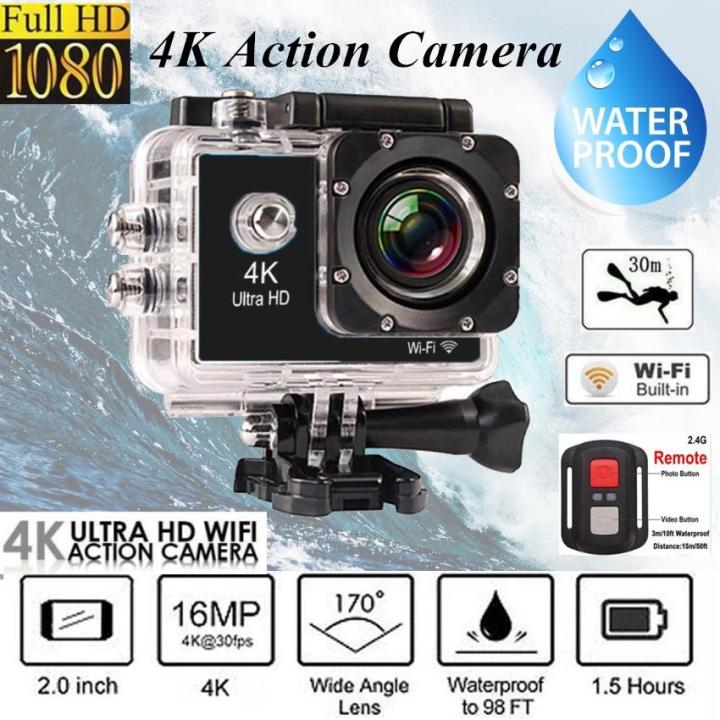 Full HD
1080
4K Action Camera
WATER
PROOF
4K
Ultra HD
Wi-Fi
30m
Wi-Fi
Built-in
2.4G
Remote
Photo Button
Video Button
3m/10ft Waterproof
Distance:15m/50ft
4K ULTRA HD WIFI
ACTION CAMERA
2.0 inch
16MP
4K@30fps
4K
170°
Wide Angle
Lens
Waterproof
to 98 FT
1.5 Hours